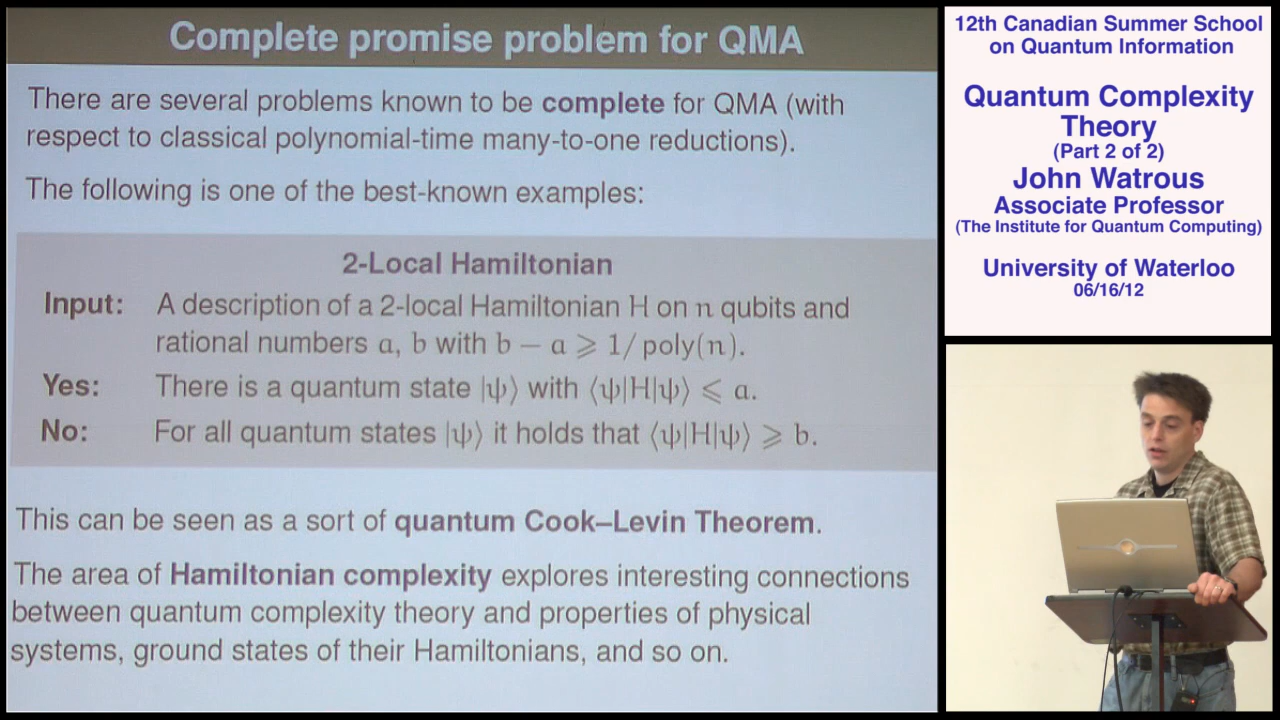 Complete promise problem for QMA
There are several problems known to be complete for QMA (with
respect to classical polynomial-time many-to-one reductions).
The following is one of the best-known examples:
2-Local Hamiltonian
Input: A description of a 2-local Hamiltonian H on n qubits and
rational numbers a, b with b − a ⩾ 1/ poly(n).
Yes: There is a quantum state |ψ⟩ with ⟨ψ|H|ψ⟩ ⩽ a.
No: For all quantum states |ψ⟩ it holds that ⟨ψ|H|ψ⟩ ⩾ b.
This can be seen as a sort of quantum Cook–Levin Theorem.
The area of Hamiltonian complexity explores interesting connections
between quantum complexity theory and properties of physical
systems, ground states of their Hamiltonians, and so on.
12th Canadian Summer School
on Quantum Information
Quantum Complexity
Theory
(Part 2 of 2)
John Watrous
Associate Professor
(The Institute for Quantum Computing)
University of Waterloo
06/16/12